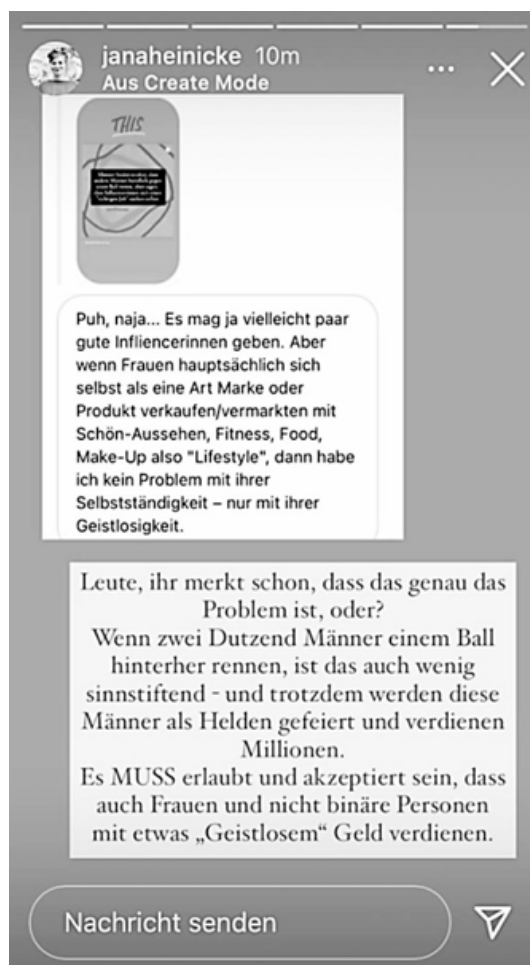 janaheinicke 10m
Aus Create Mode
THIS
Puh, naja... Es mag ja vielleicht paar
gute Infliencerinnen geben. Aber
wenn Frauen hauptsächlich sich
selbst als eine Art Marke oder
Produkt verkaufen/vermarkten mit
Schön-Aussehen, Fitness, Food,
Make-Up also "Lifestyle", dann habe
ich kein Problem mit ihrer
Selbstständigkeit – nur mit ihrer
Geistlosigkeit.
Leute, ihr merkt schon, dass das genau das
Problem ist, oder?
Wenn zwei Dutzend Männer einem Ball
hinterher rennen, ist das auch wenig
sinnstiftend - und trotzdem werden diese
Männer als Helden gefeiert und verdienen
Millionen.
Es MUSS erlaubt und akzeptiert sein, dass
auch Frauen und nicht binäre Personen
mit etwas „Geistlosem“ Geld verdienen.
Nachricht senden